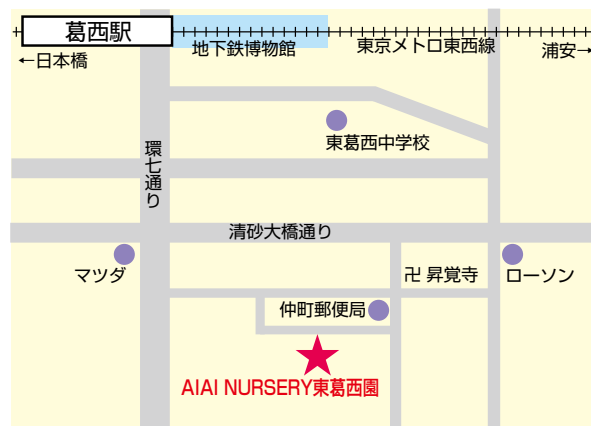 葛西駅
地下鉄博物館
東京メトロ東西線
←日本橋
浦安→
東葛西中学校
環七通り
清砂大橋通り
マツダ
卍 昇覚寺
ローソン
仲町郵便局
AIAI NURSERY東葛西園